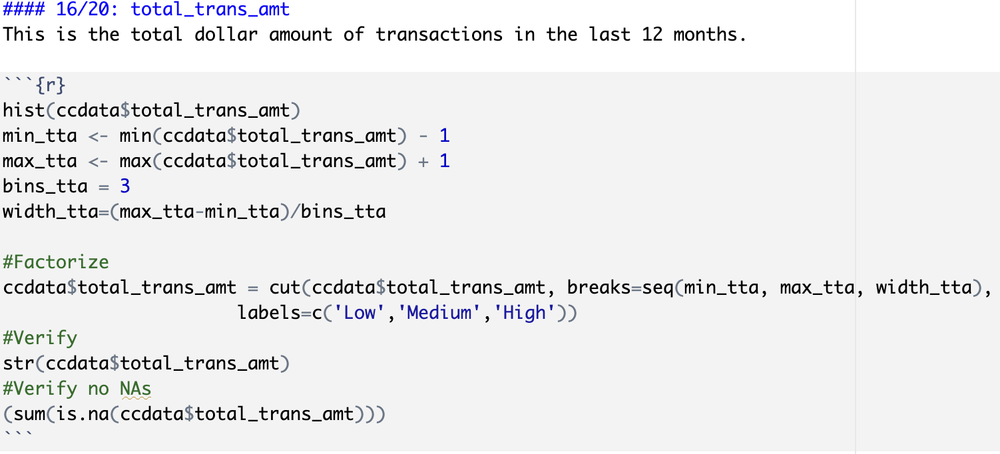 #### 16/20: total_trans_amt
This is the total dollar amount of transactions in the last 12 months.
```{r}
hist(ccdata$total_trans_amt)
min_tta <- min(ccdata$total_trans_amt) - 1
max_tta <- max(ccdata$total_trans_amt) + 1
bins_tta = 3
width_tta=(max_tta-min_tta)/bins_tta
#Factorize
ccdata$total_trans_amt = cut(ccdata$total_trans_amt, breaks=seq(min_tta, max_tta, width_tta),
labels=c('Low','Medium','High'))
#Verify
str(ccdata$total_trans_amt)
#Verify no NAs
(sum(is.na(ccdata$total_trans_amt)))
```